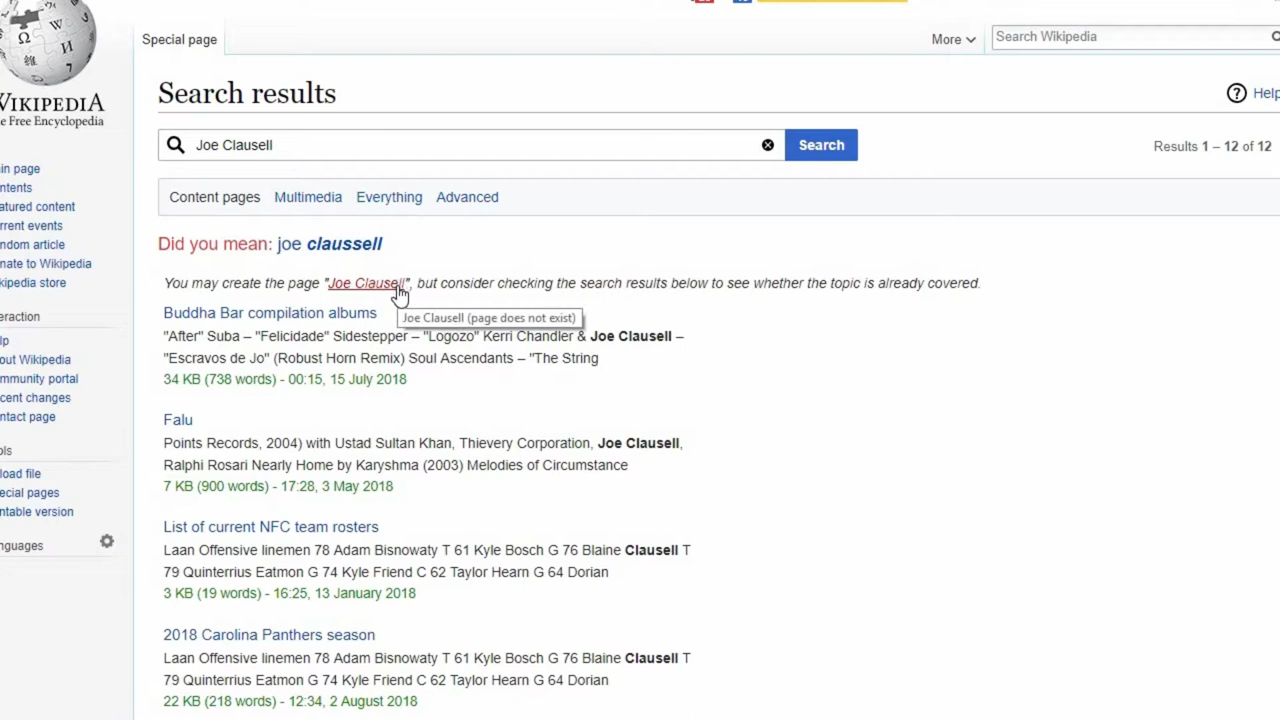 Special page
More
Search Wikipedia
WIKIPEDIA
e Free Encyclopedia
Search results
Help
Joe Clausell
Search
Results 1 – 12 of 12
in page
ntents
atured content
rrent events
ndom article
nate to Wikipedia
kipedia store
eraction
lp
out Wikipedia
mmunity portal
cent changes
ntact page
ols
load file
ecial pages
ntable version
nguages
Content pages Multimedia Everything Advanced
Did you mean: joe claussell
You may create the page "Joe Clausell", but consider checking the search results below to see whether the topic is already covered.
Joe Clausell (page does not exist)
Buddha Bar compilation albums
"After" Suba – "Felicidade" Sidestepper – "Logozo" Kerri Chandler & Joe Clausell –
"Escravos de Jo" (Robust Horn Remix) Soul Ascendants – "The String
34 KB (738 words) - 00:15, 15 July 2018
Falu
Points Records, 2004) with Ustad Sultan Khan, Thievery Corporation, Joe Clausell,
Ralphi Rosari Nearly Home by Karyshma (2003) Melodies of Circumstance
7 KB (900 words) - 17:28, 3 May 2018
List of current NFC team rosters
Laan Offensive linemen 78 Adam Bisnowaty T 61 Kyle Bosch G 76 Blaine Clausell T
79 Quinterrius Eatmon G 74 Kyle Friend C 62 Taylor Hearn G 64 Dorian
3 KB (19 words) - 16:25, 13 January 2018
2018 Carolina Panthers season
Laan Offensive linemen 78 Adam Bisnowaty T 61 Kyle Bosch G 76 Blaine Clausell T
79 Quinterrius Eatmon G 74 Kyle Friend C 62 Taylor Hearn G 64 Dorian
22 KB (218 words) - 12:34, 2 August 2018